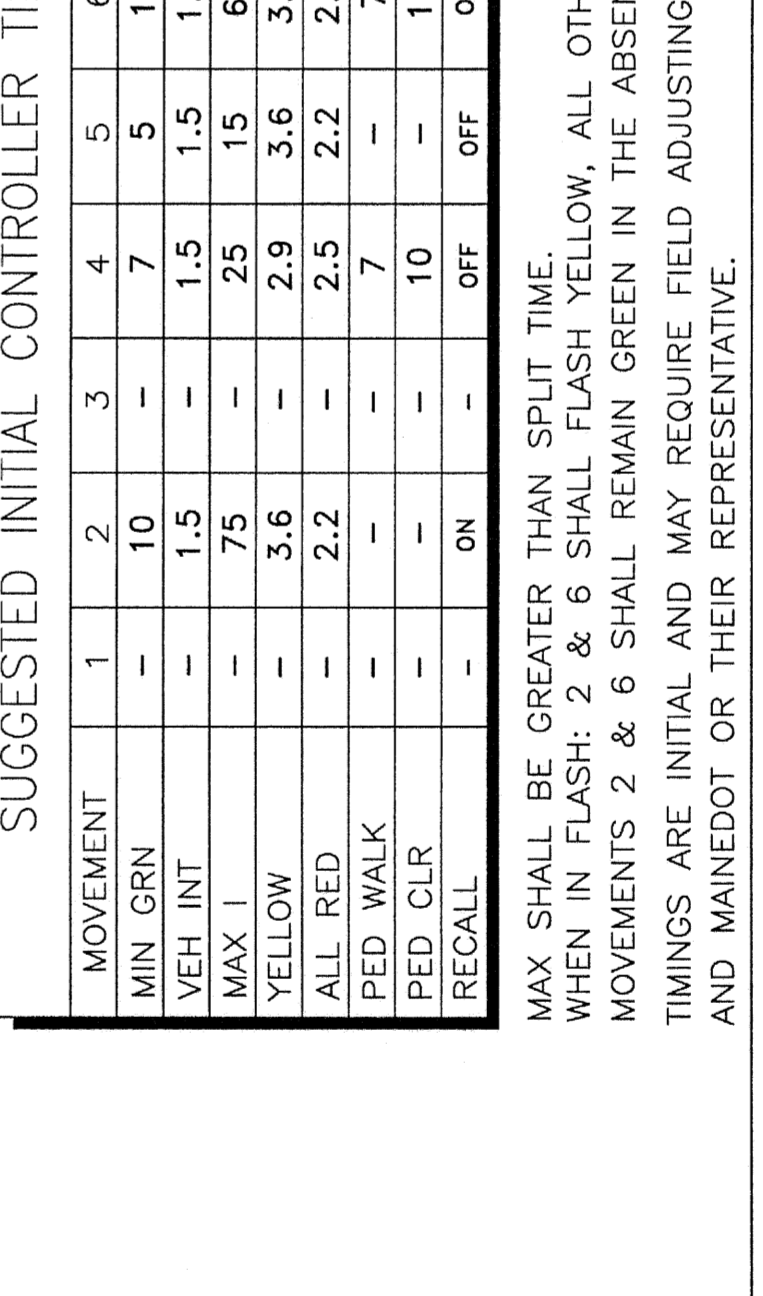 SUGGESTED INITIAL CONTROLLER
MOVEMENT 1 2 3 4 5
MIN GRN – 10 – 7 5
VEH INT – 1.5 – 1.5 1.5
MAX I – 75 – 25 15
YELLOW – 3.6 – 2.9 3.6
ALL RED – 2.2 – 2.5 2.2
PED WALK – – – 7 –
PED CLR – – – 10 –
RECALL – ON – OFF OFF
MAX SHALL BE GREATER THAN SPLIT TIME.
WHEN IN FLASH: 2 & 6 SHALL FLASH YELLOW, ALL
MOVEMENTS 2 & 6 SHALL REMAIN GREEN IN THE
TIMINGS ARE INITIAL AND MAY REQUIRE FIELD ADJUSTING
AND MAINEDOT OR THEIR REPRESENTATIVE.